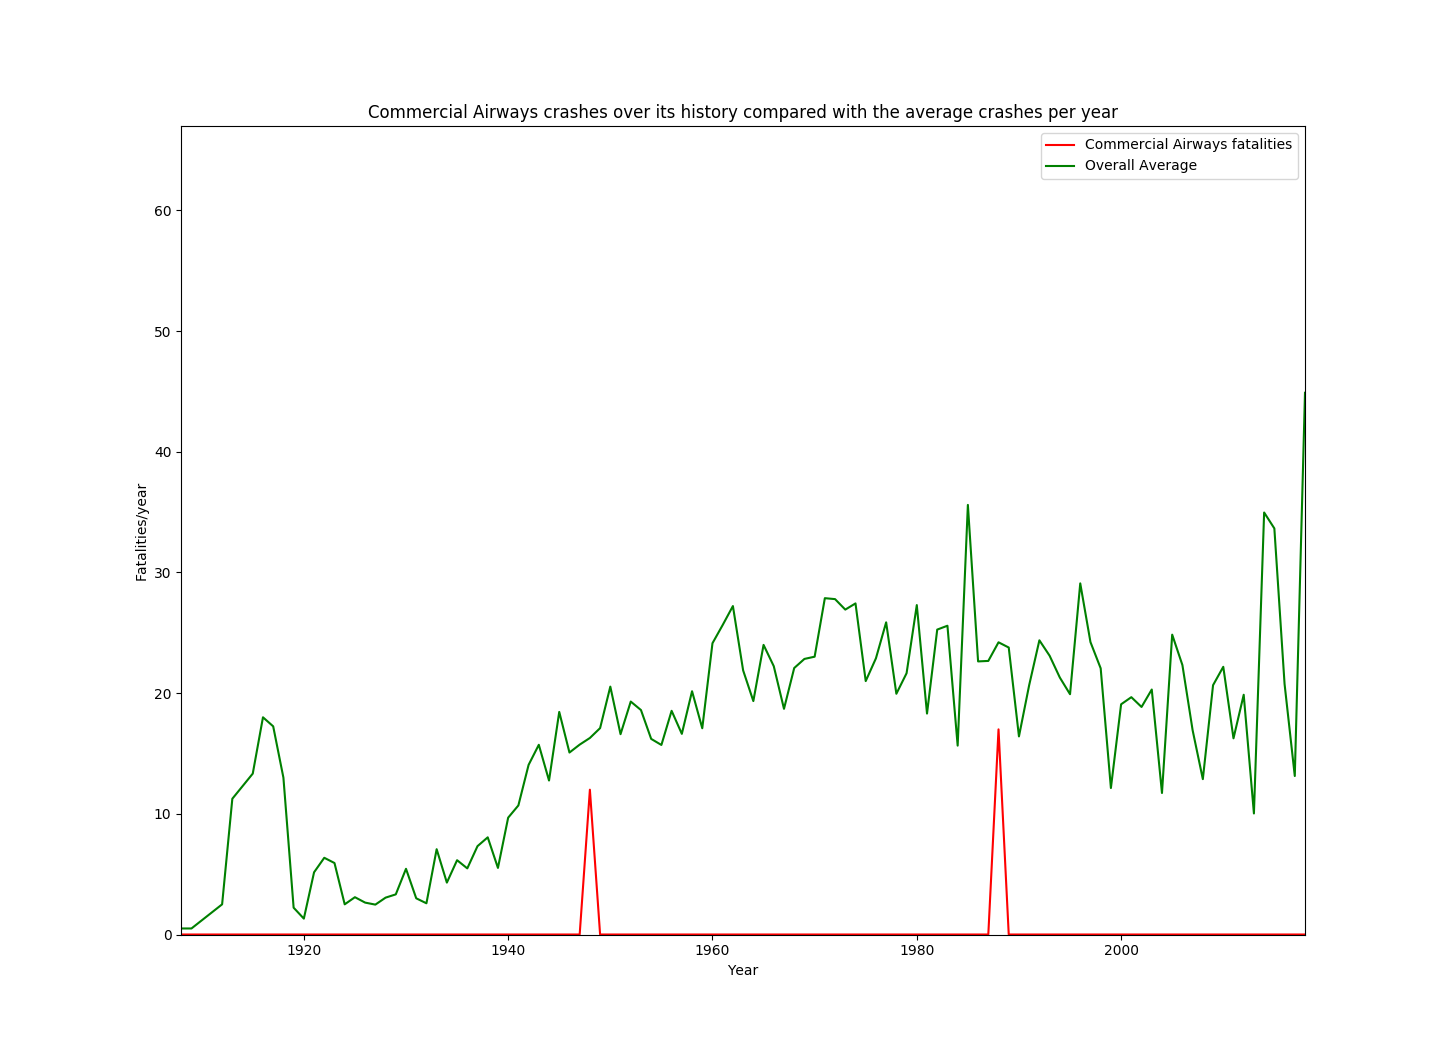 Commercial Airways crashes over its history compared with the average crashes per year
Commercial Airways fatalities
Overall Average
60
50
40
30
20
10
0
Fatalities/year
1920
1940
1960
1980
2000
Year